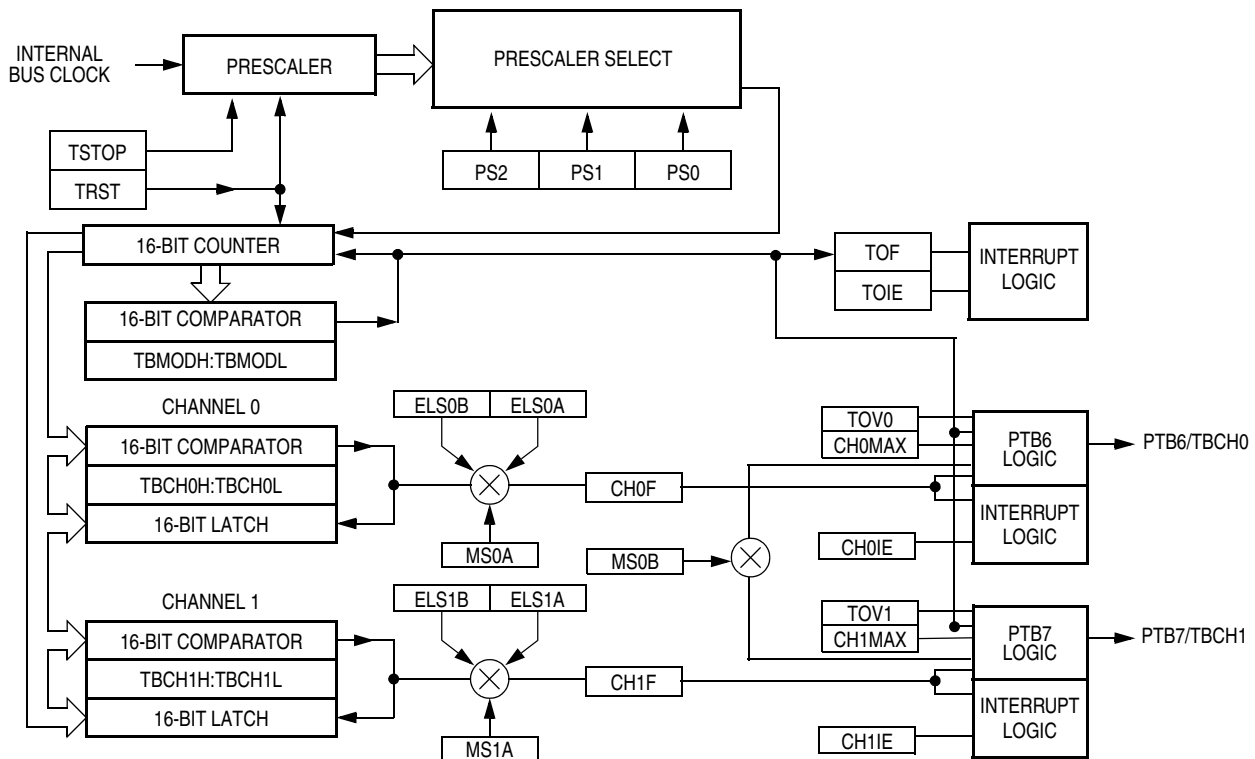 INTERNAL
BUS CLOCK
PRESCALER
PRESCALER SELECT
TSTOP
TRST
PS2
PS1
PS0
16-BIT COUNTER
TOF
TOIE
INTERRUPT
LOGIC
16-BIT COMPARATOR
TBMODH:TBMODL
CHANNEL 0
16-BIT COMPARATOR
TBCH0H:TBCH0L
16-BIT LATCH
ELS0B
ELS0A
MS0A
CH0F
MS0B
TOV0
CH0MAX
CH0IE
PTB6
LOGIC
INTERRUPT
LOGIC
PTB6/TBCH0
CHANNEL 1
16-BIT COMPARATOR
TBCH1H:TBCH1L
16-BIT LATCH
ELS1B
ELS1A
MS1A
CH1F
TOV1
CH1MAX
CH1IE
PTB7
LOGIC
INTERRUPT
LOGIC
PTB7/TBCH1